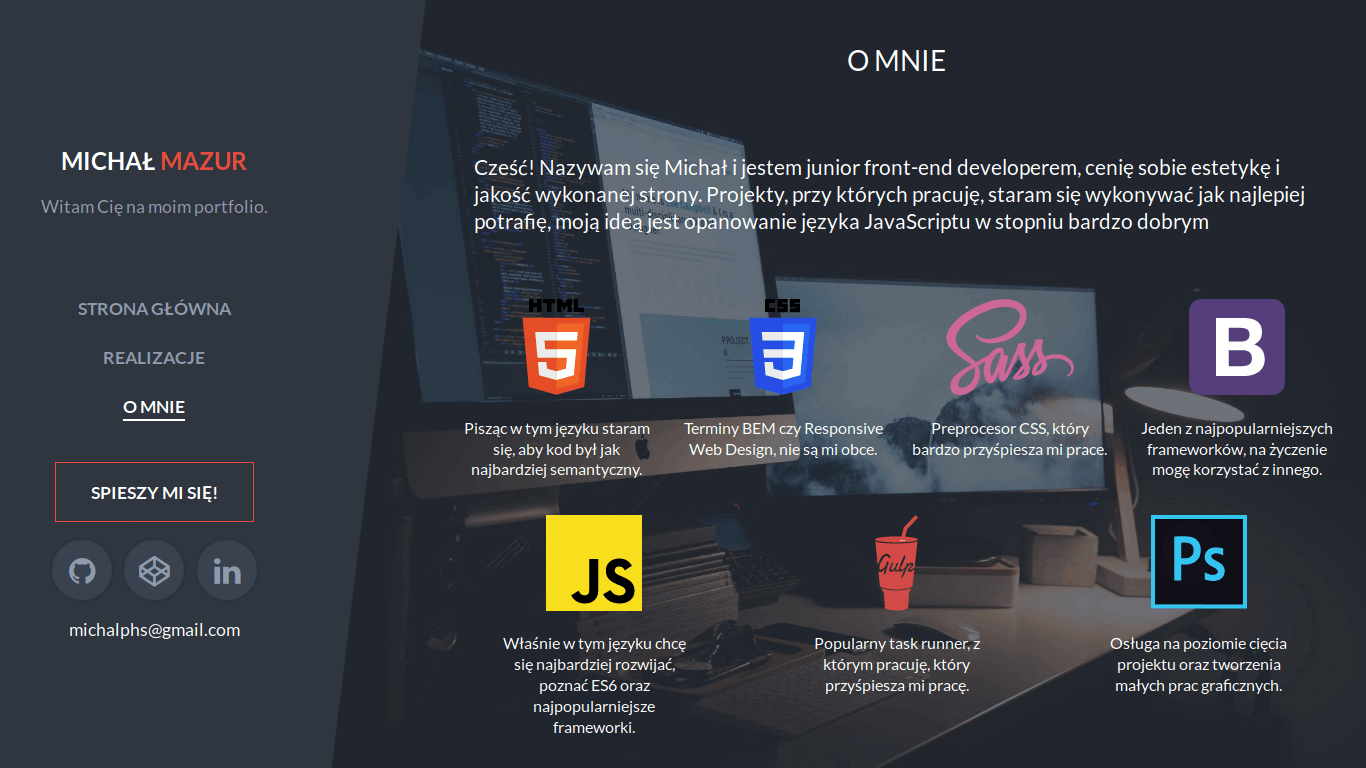 MICHAŁ MAZUR
Witam Cię na moim portfolio.
STRONA GŁÓWNA
REALIZACJE
O MNIE
SPIESZY MI SIĘ!
in
michalphs@gmail.com
O MNIE
Cześć! Nazywam się Michał i jestem junior front-end developerem, cenię sobie estetykę i
jakość wykonanej strony. Projekty, przy których pracuję, staram się wykonywać jak najlepiej
potrafię, moją ideą jest opanowanie języka JavaScriptu w stopniu bardzo dobrym
HTML
5
Pisząc w tym języku staram
się, aby kod był jak
najbardziej semantyczny.
CSS
3
Terminy BEM czy Responsive
Web Design, nie są mi obce.
Sass
Preprocesor CSS, który
bardzo przyśpiesza mi prace.
B
Jeden z najpopularniejszych
frameworków, na życzenie
mogę korzystać z innego.
JS
Właśnie w tym języku chcę
się najbardziej rozwijać,
poznać ES6 oraz
najpopularniejsze
frameworki.
Gulp
Popularny task runner, z
którym pracuję, który
przyśpiesza mi pracę.
Ps
Osługa na poziomie cięcia
projektu oraz tworzenia
małych prac graficznych.
PROJECT
A